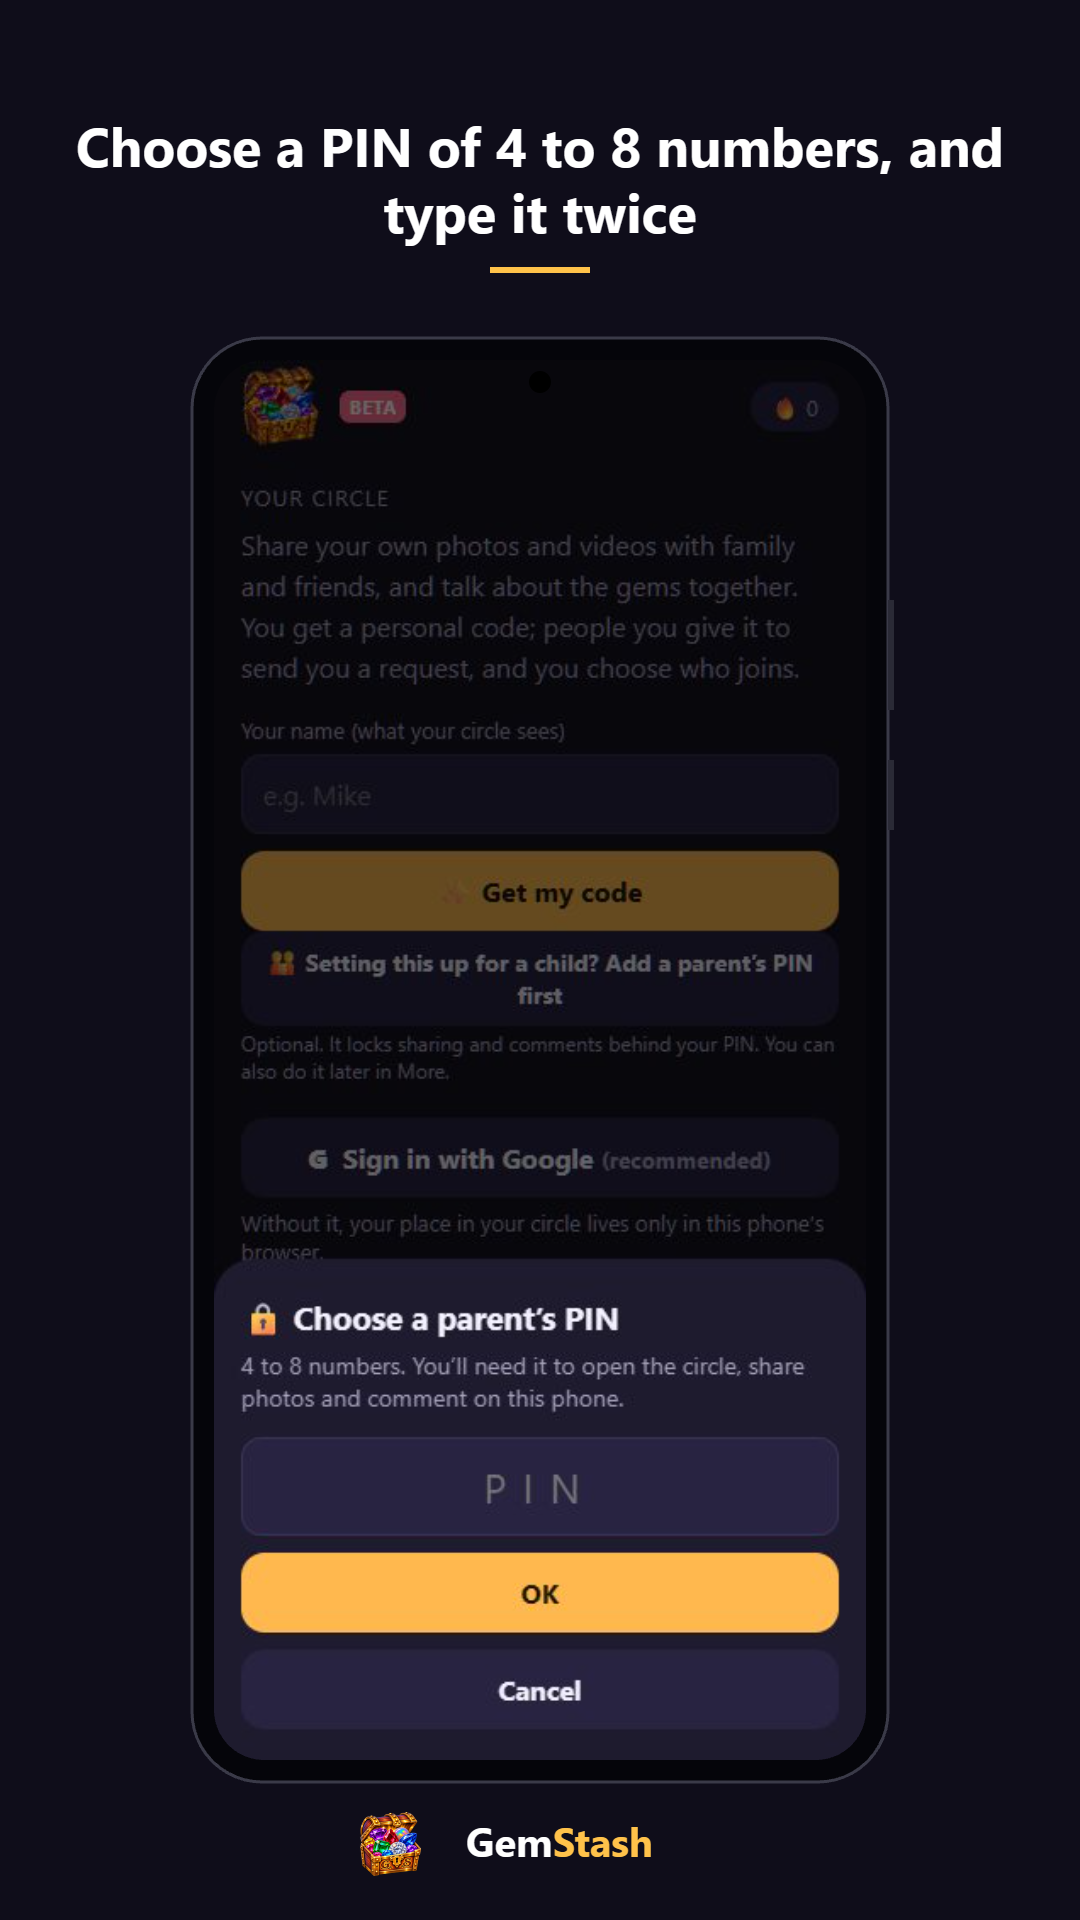 Choose a PIN of 4 to 8 numbers, and
type it twice
BETA
0
YOUR CIRCLE
Share your own photos and videos with family
and friends, and talk about the gems together.
You get a personal code; people you give it to
send you a request, and you choose who joins.
Your name (what your circle sees)
e.g. Mike
Get my code
Setting this up for a child? Add a parent’s PIN
first
Optional. It locks sharing and comments behind your PIN. You can
also do it later in More.
G Sign in with Google (recommended)
Without it, your place in your circle lives only in this phone's
browser.
Choose a parent’s PIN
4 to 8 numbers. You’ll need it to open the circle, share
photos and comment on this phone.
PIN
OK
Cancel
GemStash